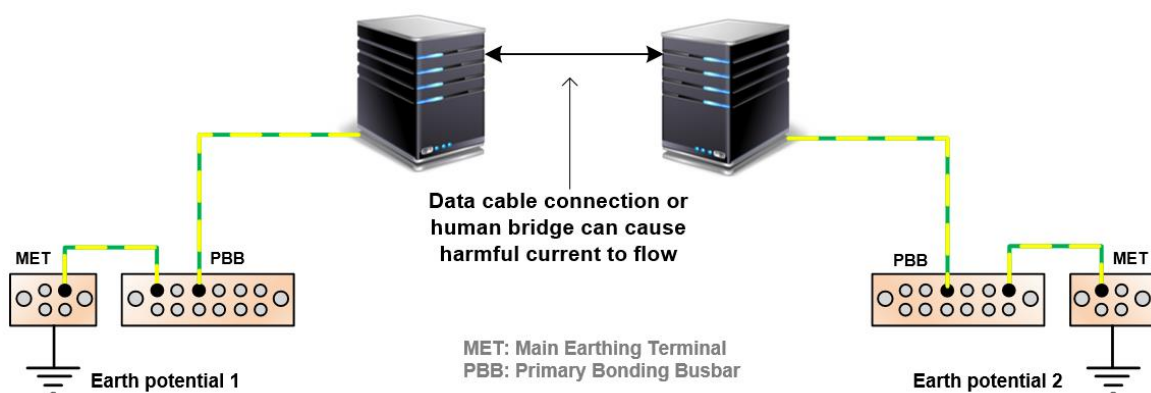 Data cable connection or
human bridge can cause
harmful current to flow
MET
PBB
PBB
MET
MET: Main Earthing Terminal
PBB: Primary Bonding Busbar
Earth potential 1
Earth potential 2